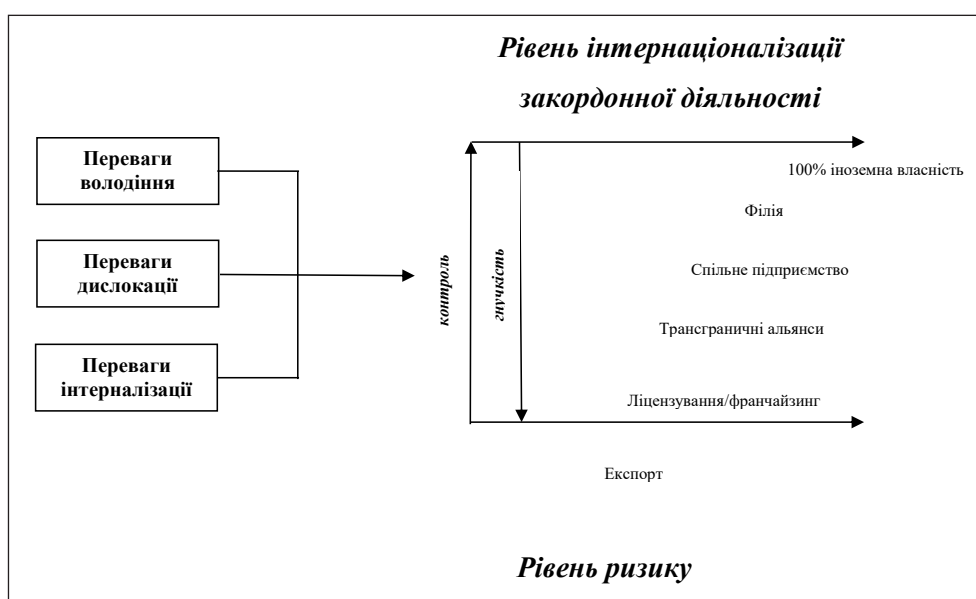 Рівень інтернаціоналізації
закордонної діяльності
Переваги
володіння
Переваги
дислокації
Переваги
інтерналізації
контроль
гнучкість
100% іноземна власність
Філія
Спільне підприємство
Трансграничні альянси
Ліцензування/франчайзинг
Експорт
Рівень ризику